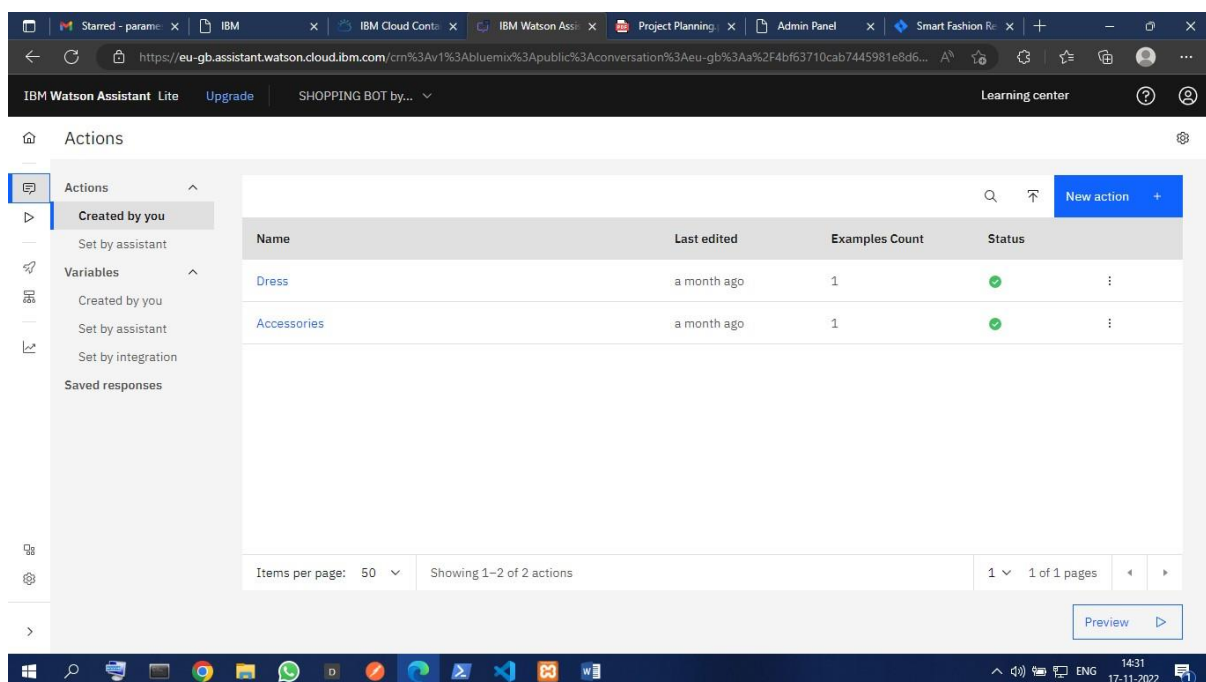 Starred - parame IBM IBM Cloud Conta IBM Watson Assi Project Planning. Admin Panel Smart Fashion Re
https://eu-gb.assistant.watson.cloud.ibm.com/crn%3Av1%3Abluemix%3Apublic%3Aconversation%3Aeu-gb%3Aa%2F4bf63710cab7445981e8d6...
IBM Watson Assistant Lite Upgrade SHOPPING BOT by... Learning center
Actions
Actions
Created by you
Set by assistant
Variables
Created by you
Set by assistant
Set by integration
Saved responses
New action +
Name Last edited Examples Count Status
Dress a month ago 1
Accessories a month ago 1
Items per page: 50 Showing 1–2 of 2 actions 1 1 of 1 pages
Preview
ENG 14:31
17-11-2022